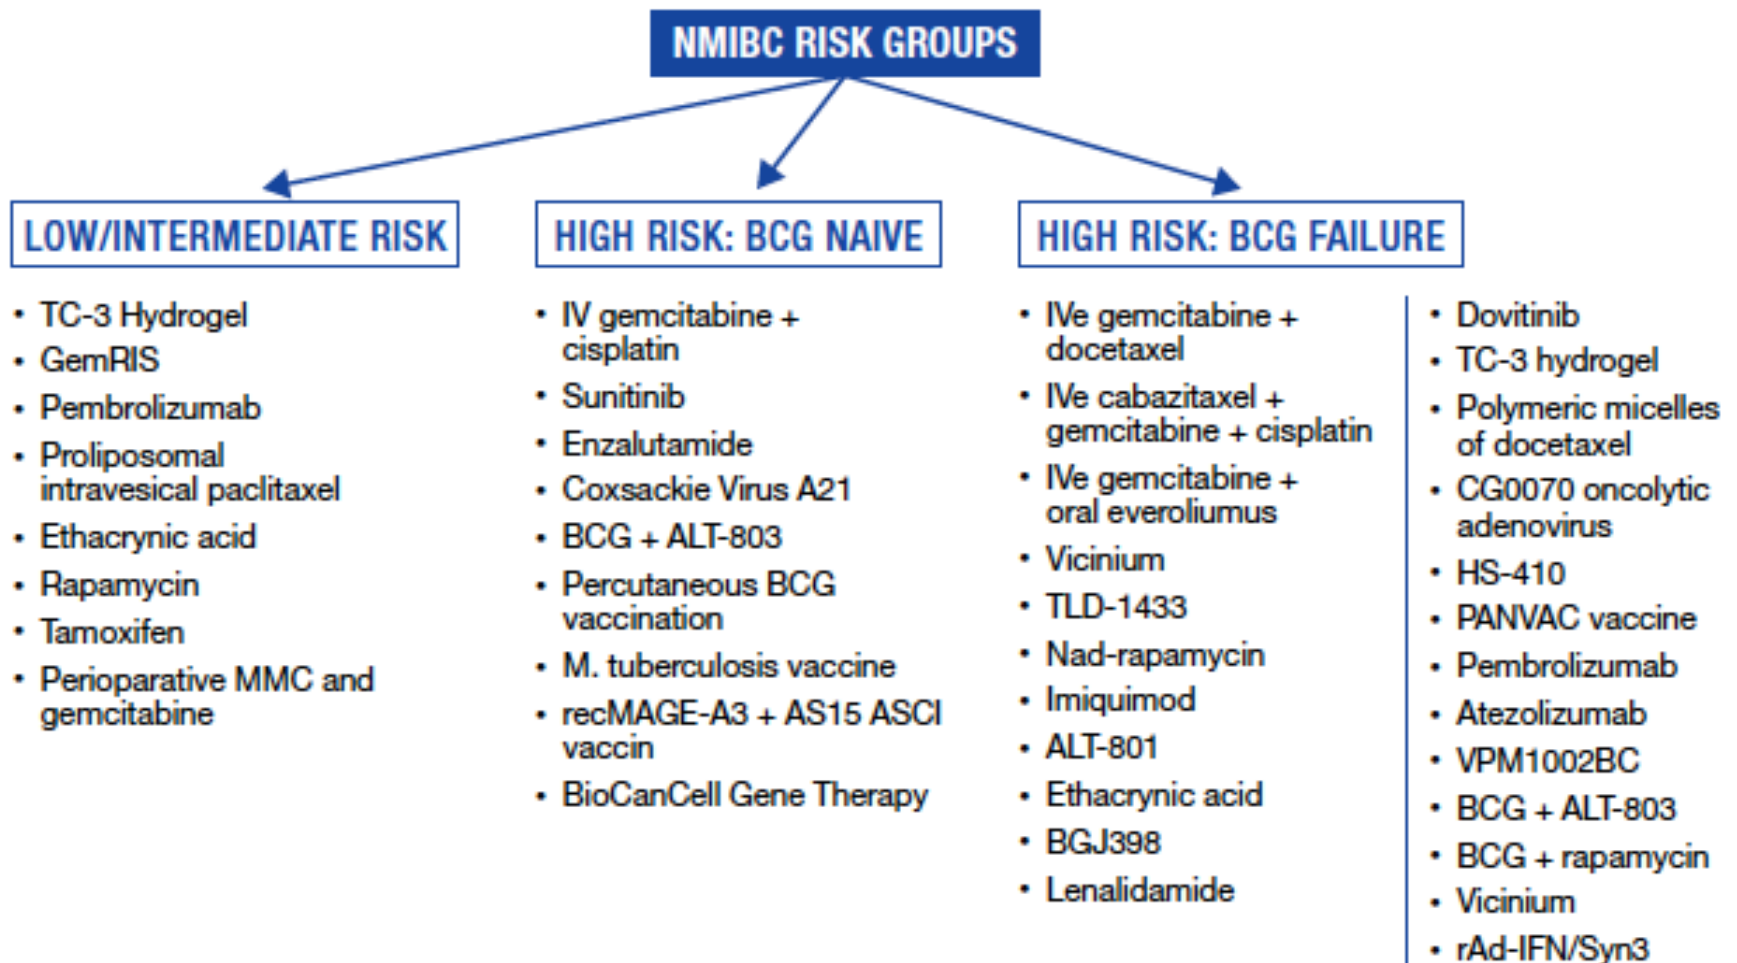 NMIBC RISK GROUPS
LOW/INTERMEDIATE RISK
• TC-3 Hydrogel
• GemRIS
• Pembrolizumab
• Proliposomal
intravesical paclitaxel
• Ethacrynic acid
• Rapamycin
• Tamoxifen
• Perioparative MMC and
gemcitabine
HIGH RISK: BCG NAIVE
• IV gemcitabine +
cisplatin
• Sunitinib
• Enzalutamide
• Coxsackie Virus A21
• BCG + ALT-803
• Percutaneous BCG
vaccination
• M. tuberculosis vaccine
• recMAGE-A3 + AS15 ASCI
vaccin
• BioCanCell Gene Therapy
HIGH RISK: BCG FAILURE
• IVe gemcitabine +
docetaxel
• IVe cabazitaxel +
gemcitabine + cisplatin
• IVe gemcitabine +
oral everoliumus
• Vicinium
• TLD-1433
• Nad-rapamycin
• Imiquimod
• ALT-801
• Ethacrynic acid
• BGJ398
• Lenalidamide
• Dovitinib
• TC-3 hydrogel
• Polymeric micelles
of docetaxel
• CG0070 oncolytic
adenovirus
• HS-410
• PANVAC vaccine
• Pembrolizumab
• Atezolizumab
• VPM1002BC
• BCG + ALT-803
• BCG + rapamycin
• Vicinium
• rAd-IFN/Syn3